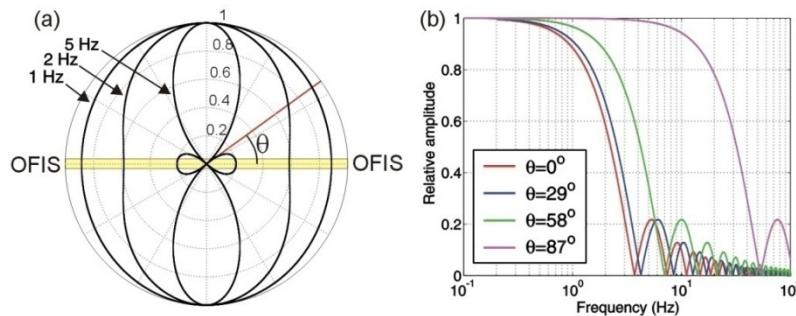 (a)
1
0.8
0.6
0.4
0.2
5 Hz
2 Hz
1 Hz
θ
OFIS
OFIS
(b)
Relative amplitude
1.0
0.8
0.6
0.4
0.2
0
θ=0°
θ=29°
θ=58°
θ=87°
10⁻¹
10⁰
10¹
10
Frequency (Hz)